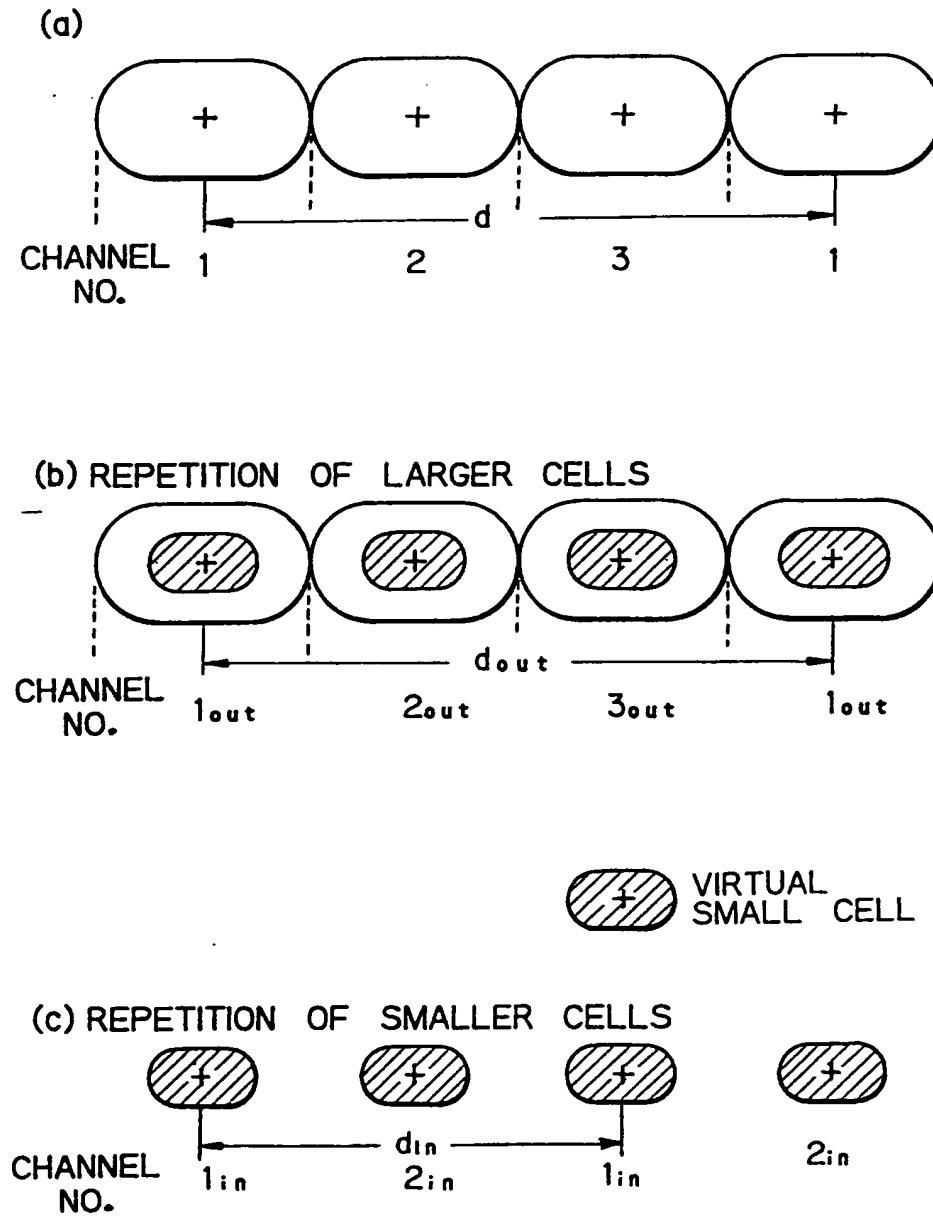 (a)
d
CHANNEL NO. 1 2 3 1
(b) REPETITION OF LARGER CELLS
dout
CHANNEL NO. 1out 2out 3out 1out
VIRTUAL
SMALL CELL
(c) REPETITION OF SMALLER CELLS
din
CHANNEL NO. 1in 2in 1in 2in